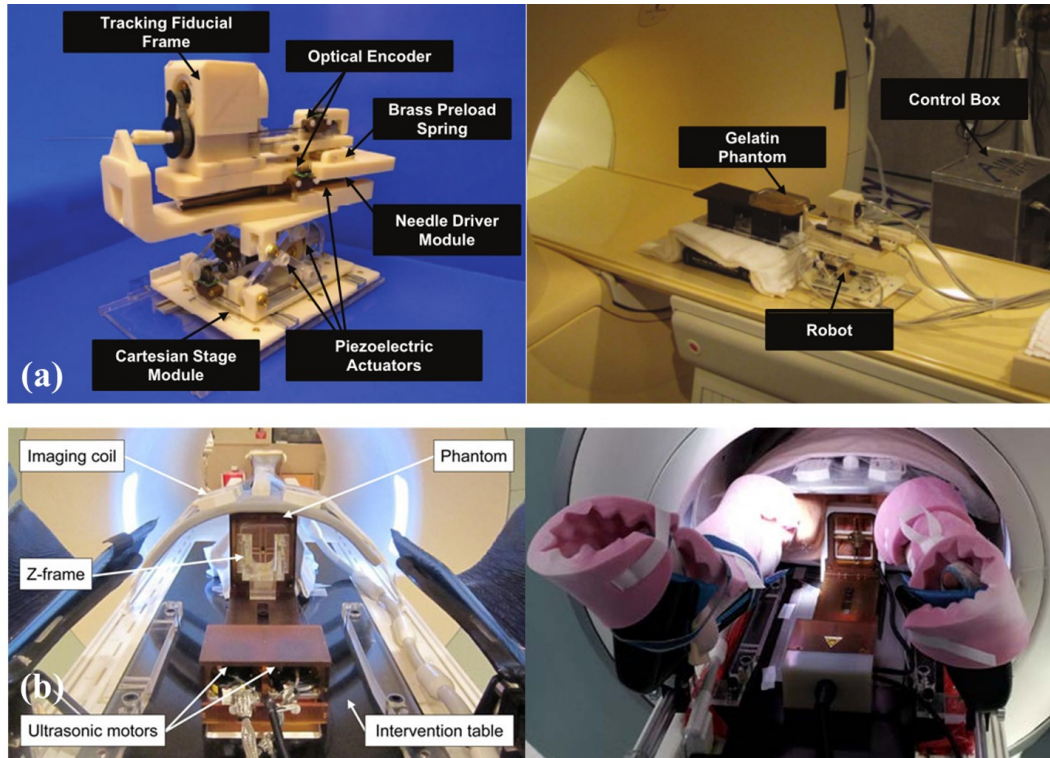 Tracking Fiducial
Frame
Optical Encoder
Brass Preload
Spring
Needle Driver
Module
Piezoelectric
Actuators
Cartesian Stage
Module
(a)
Control Box
Gelatin
Phantom
Robot
Imaging coil
Phantom
Z-frame
Ultrasonic motors
Intervention table
(b)